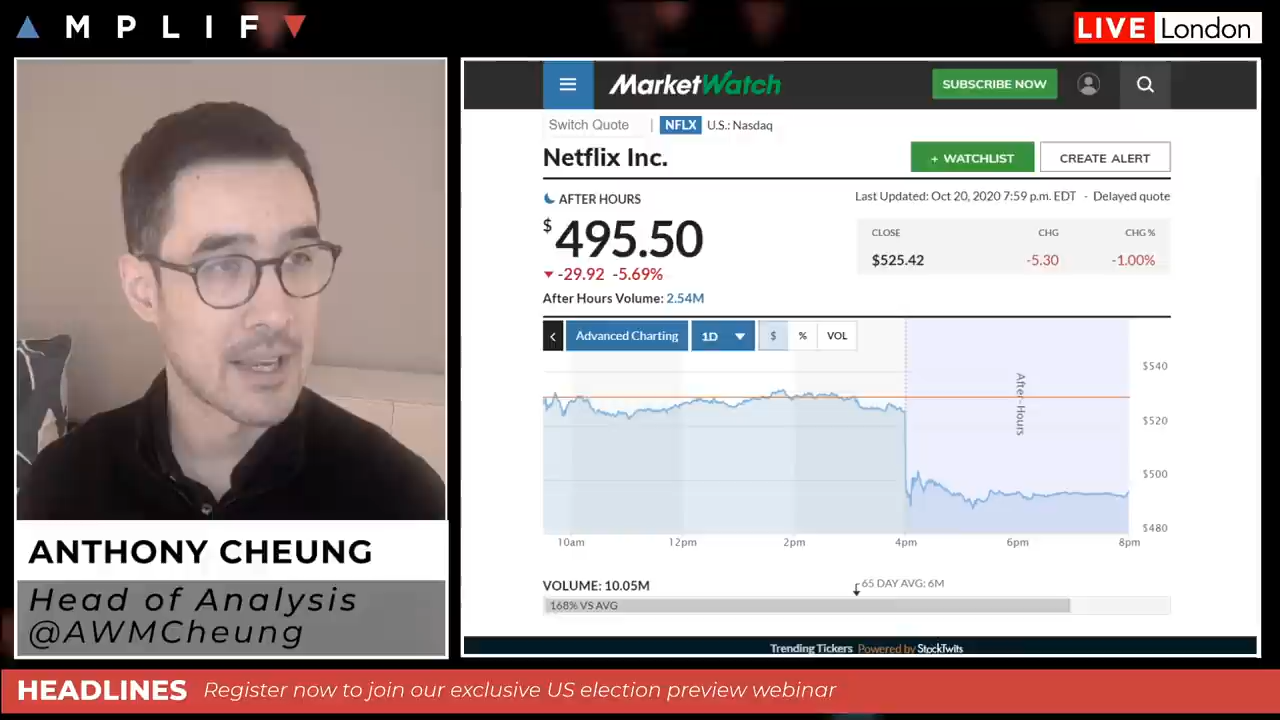 AMPLIFY
LIVE London
ANTHONY CHEUNG
Head of Analysis
@AWMCheung
MarketWatch
SUBSCRIBE NOW
Switch Quote | NFLX U.S.: Nasdaq
Netflix Inc.
+ WATCHLIST
CREATE ALERT
AFTER HOURS
Last Updated: Oct 20, 2020 7:59 p.m. EDT - Delayed quote
$495.50
CLOSE CHG CHG %
$525.42 -5.30 -1.00%
-29.92 -5.69%
After Hours Volume: 2.54M
< Advanced Charting 1D $ % VOL
After-Hours
$540
$520
$500
$480
10am 12pm 2pm 4pm 6pm 8pm
VOLUME: 10.05M
65 DAY AVG: 6M
168% VS AVG
Trending Tickers Powered by StockTwits
HEADLINES Register now to join our exclusive US election preview webinar